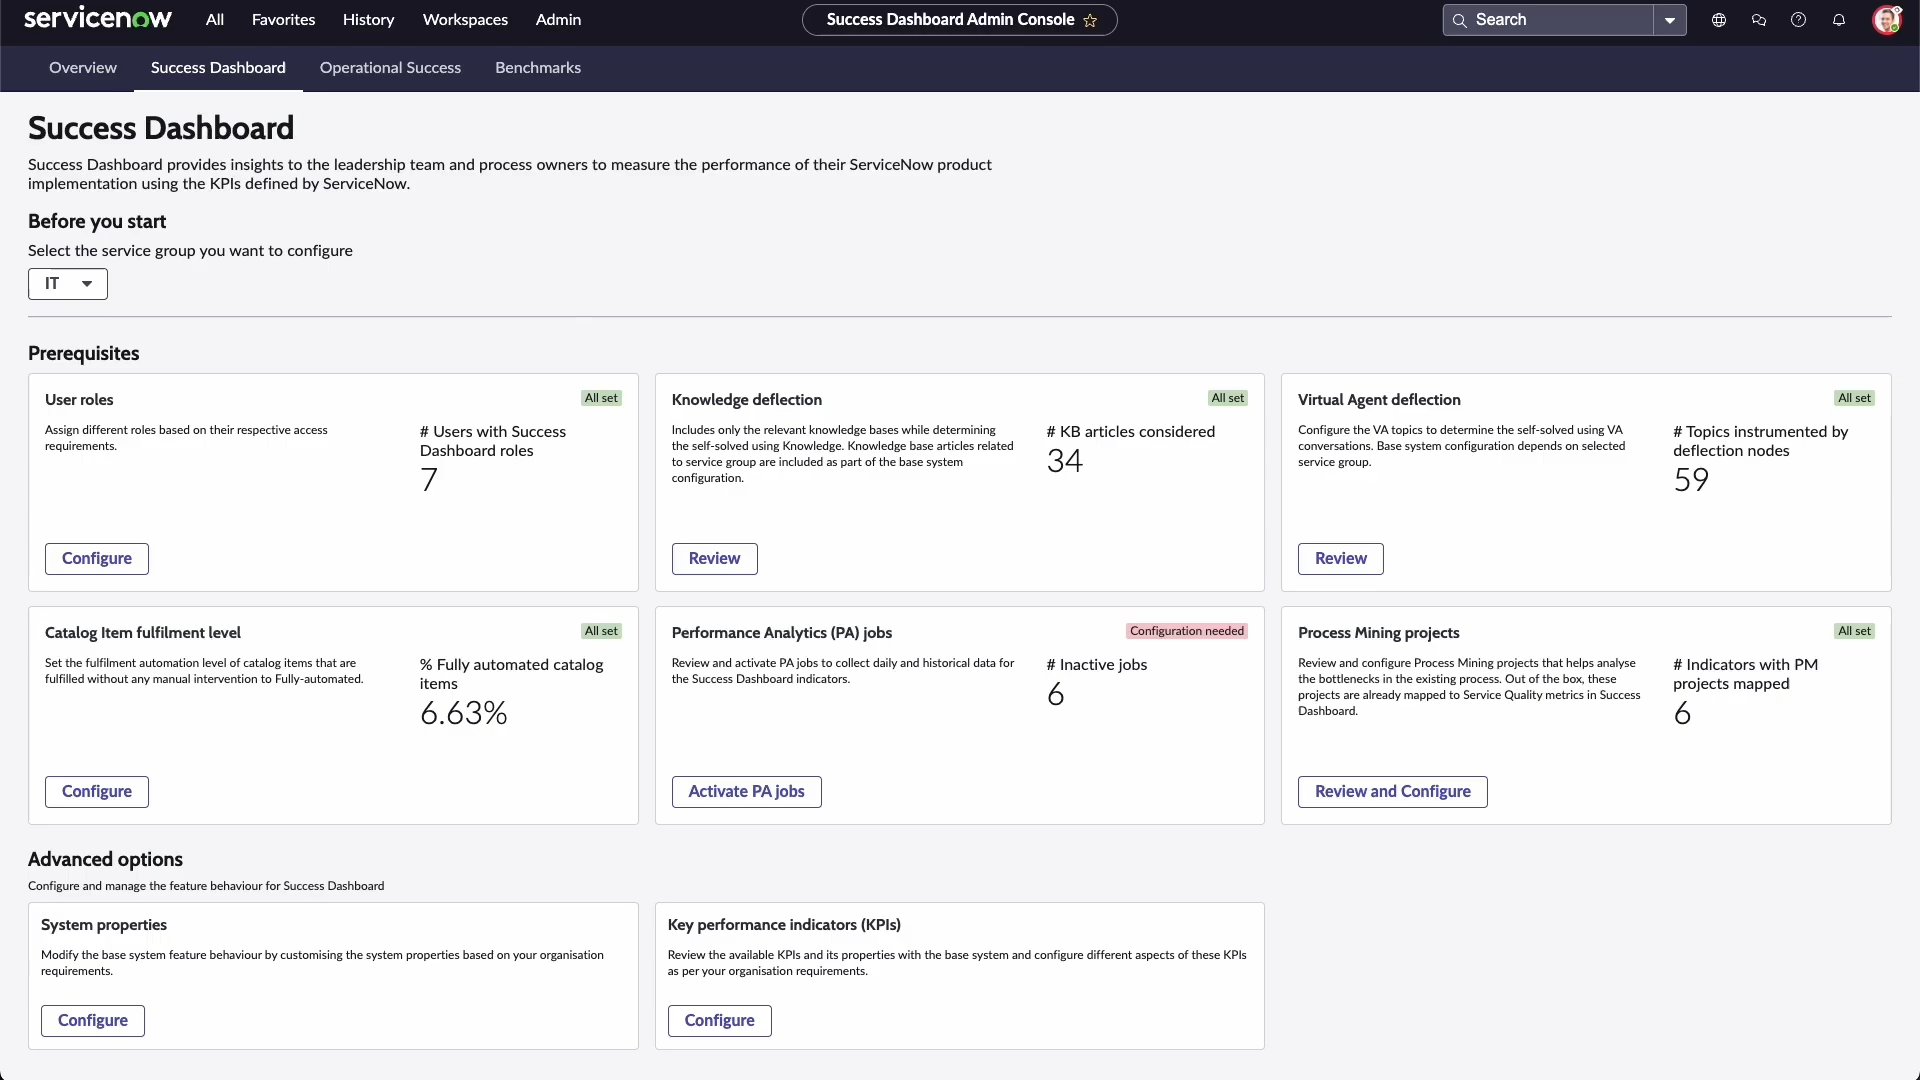 servicenow
All
Favorites
History
Workspaces
Admin
Success Dashboard Admin Console
Search
Overview
Success Dashboard
Operational Success
Benchmarks
Success Dashboard
Success Dashboard provides insights to the leadership team and process owners to measure the performance of their ServiceNow product
implementation using the KPIs defined by ServiceNow.
Before you start
Select the service group you want to configure
IT
Prerequisites
User roles
All set
Assign different roles based on their respective access
requirements.
# Users with Success
Dashboard roles
7
Configure
Knowledge deflection
All set
Includes only the relevant knowledge bases while determining
the self-solved using Knowledge. Knowledge base articles related
to service group are included as part of the base system
configuration.
# KB articles considered
34
Review
Virtual Agent deflection
All set
Configure the VA topics to determine the self-solved using VA
conversations. Base system configuration depends on selected
service group.
# Topics instrumented by
deflection nodes
59
Review
Catalog Item fulfilment level
All set
Set the fulfilment automation level of catalog items that are
fulfilled without any manual intervention to Fully-automated.
% Fully automated catalog
items
6.63%
Configure
Performance Analytics (PA) jobs
Configuration needed
Review and activate PA jobs to collect daily and historical data for
the Success Dashboard indicators.
# Inactive jobs
6
Activate PA jobs
Process Mining projects
All set
Review and configure Process Mining projects that helps analyse
the bottlenecks in the existing process. Out of the box, these
projects are already mapped to Service Quality metrics in Success
Dashboard.
# Indicators with PM
projects mapped
6
Review and Configure
Advanced options
Configure and manage the feature behaviour for Success Dashboard
System properties
Modify the base system feature behaviour by customising the system properties based on your organisation
requirements.
Configure
Key performance indicators (KPIs)
Review the available KPIs and its properties with the base system and configure different aspects of these KPIs
as per your organisation requirements.
Configure